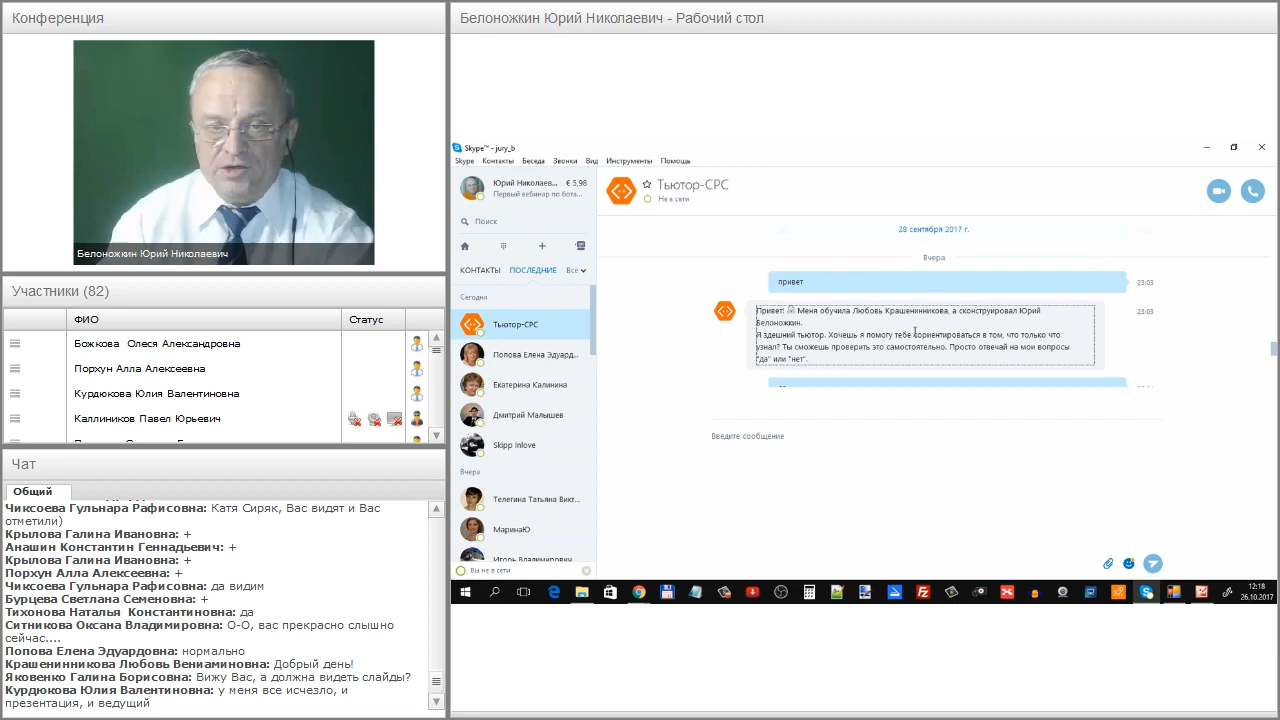 Конференция
Белоножкин Юрий Николаевич
Участники (82)
ФИО
Статус
Божкова Олеся Александровна
Порхун Алла Алексеевна
Курдюкова Юлия Валентиновна
Каллиников Павел Юрьевич
Чат
Общий
Чиксоева Гульнара Рафисовна: Катя Сиряк, Вас видят и Вас
отметили)
Крылова Галина Ивановна: +
Анашин Константин Геннадьевич: +
Крылова Галина Ивановна: +
Порхун Алла Алексеевна: +
Чиксоева Гульнара Рафисовна: да видим
Бурцева Светлана Семеновна: +
Тихонова Наталья Константиновна: да
Ситникова Оксана Владимировна: О-О, вас прекрасно слышно
сейчас....
Попова Елена Эдуардовна: нормально
Крашенинникова Любовь Вениаминовна: Добрый день!
Яковенко Галина Борисовна: Вижу Вас, а должна видеть слайды?
Курдюкова Юлия Валентиновна: у меня все исчезло, и
презентация, и ведущий
Белоножкин Юрий Николаевич - Рабочий стол
Skype™ - jury_b
Skype Контакты Беседа Звонки Вид Инструменты Помощь
Юрий Николаев... € 5,98
Первый вебинар по бота...
Поиск
КОНТАКТЫ ПОСЛЕДНИЕ Все
Сегодня
Тьютор-СРС
Попова Елена Эдуард...
Екатерина Калинина
Дмитрий Малышев
Skipp Inlove
Вчера
Телегина Татьяна Викт...
МаринаЮ
Игорь Владимирович
Вы не в сети
Тьютор-СРС
Не в сети
28 сентября 2017 г.
Вчера
привет 23:03
Привет! Меня обучила Любовь Крашенинникова, а сконструировал Юрий 23:03
Белоножкин.
Я здешний тьютор. Хочешь я помогу тебе сориентироваться в том, что только что
узнал? Ты сможешь проверить это самостоятельно. Просто отвечай на мои вопросы
"да" или "нет".
Введите сообщение
12:18
26.10.2017